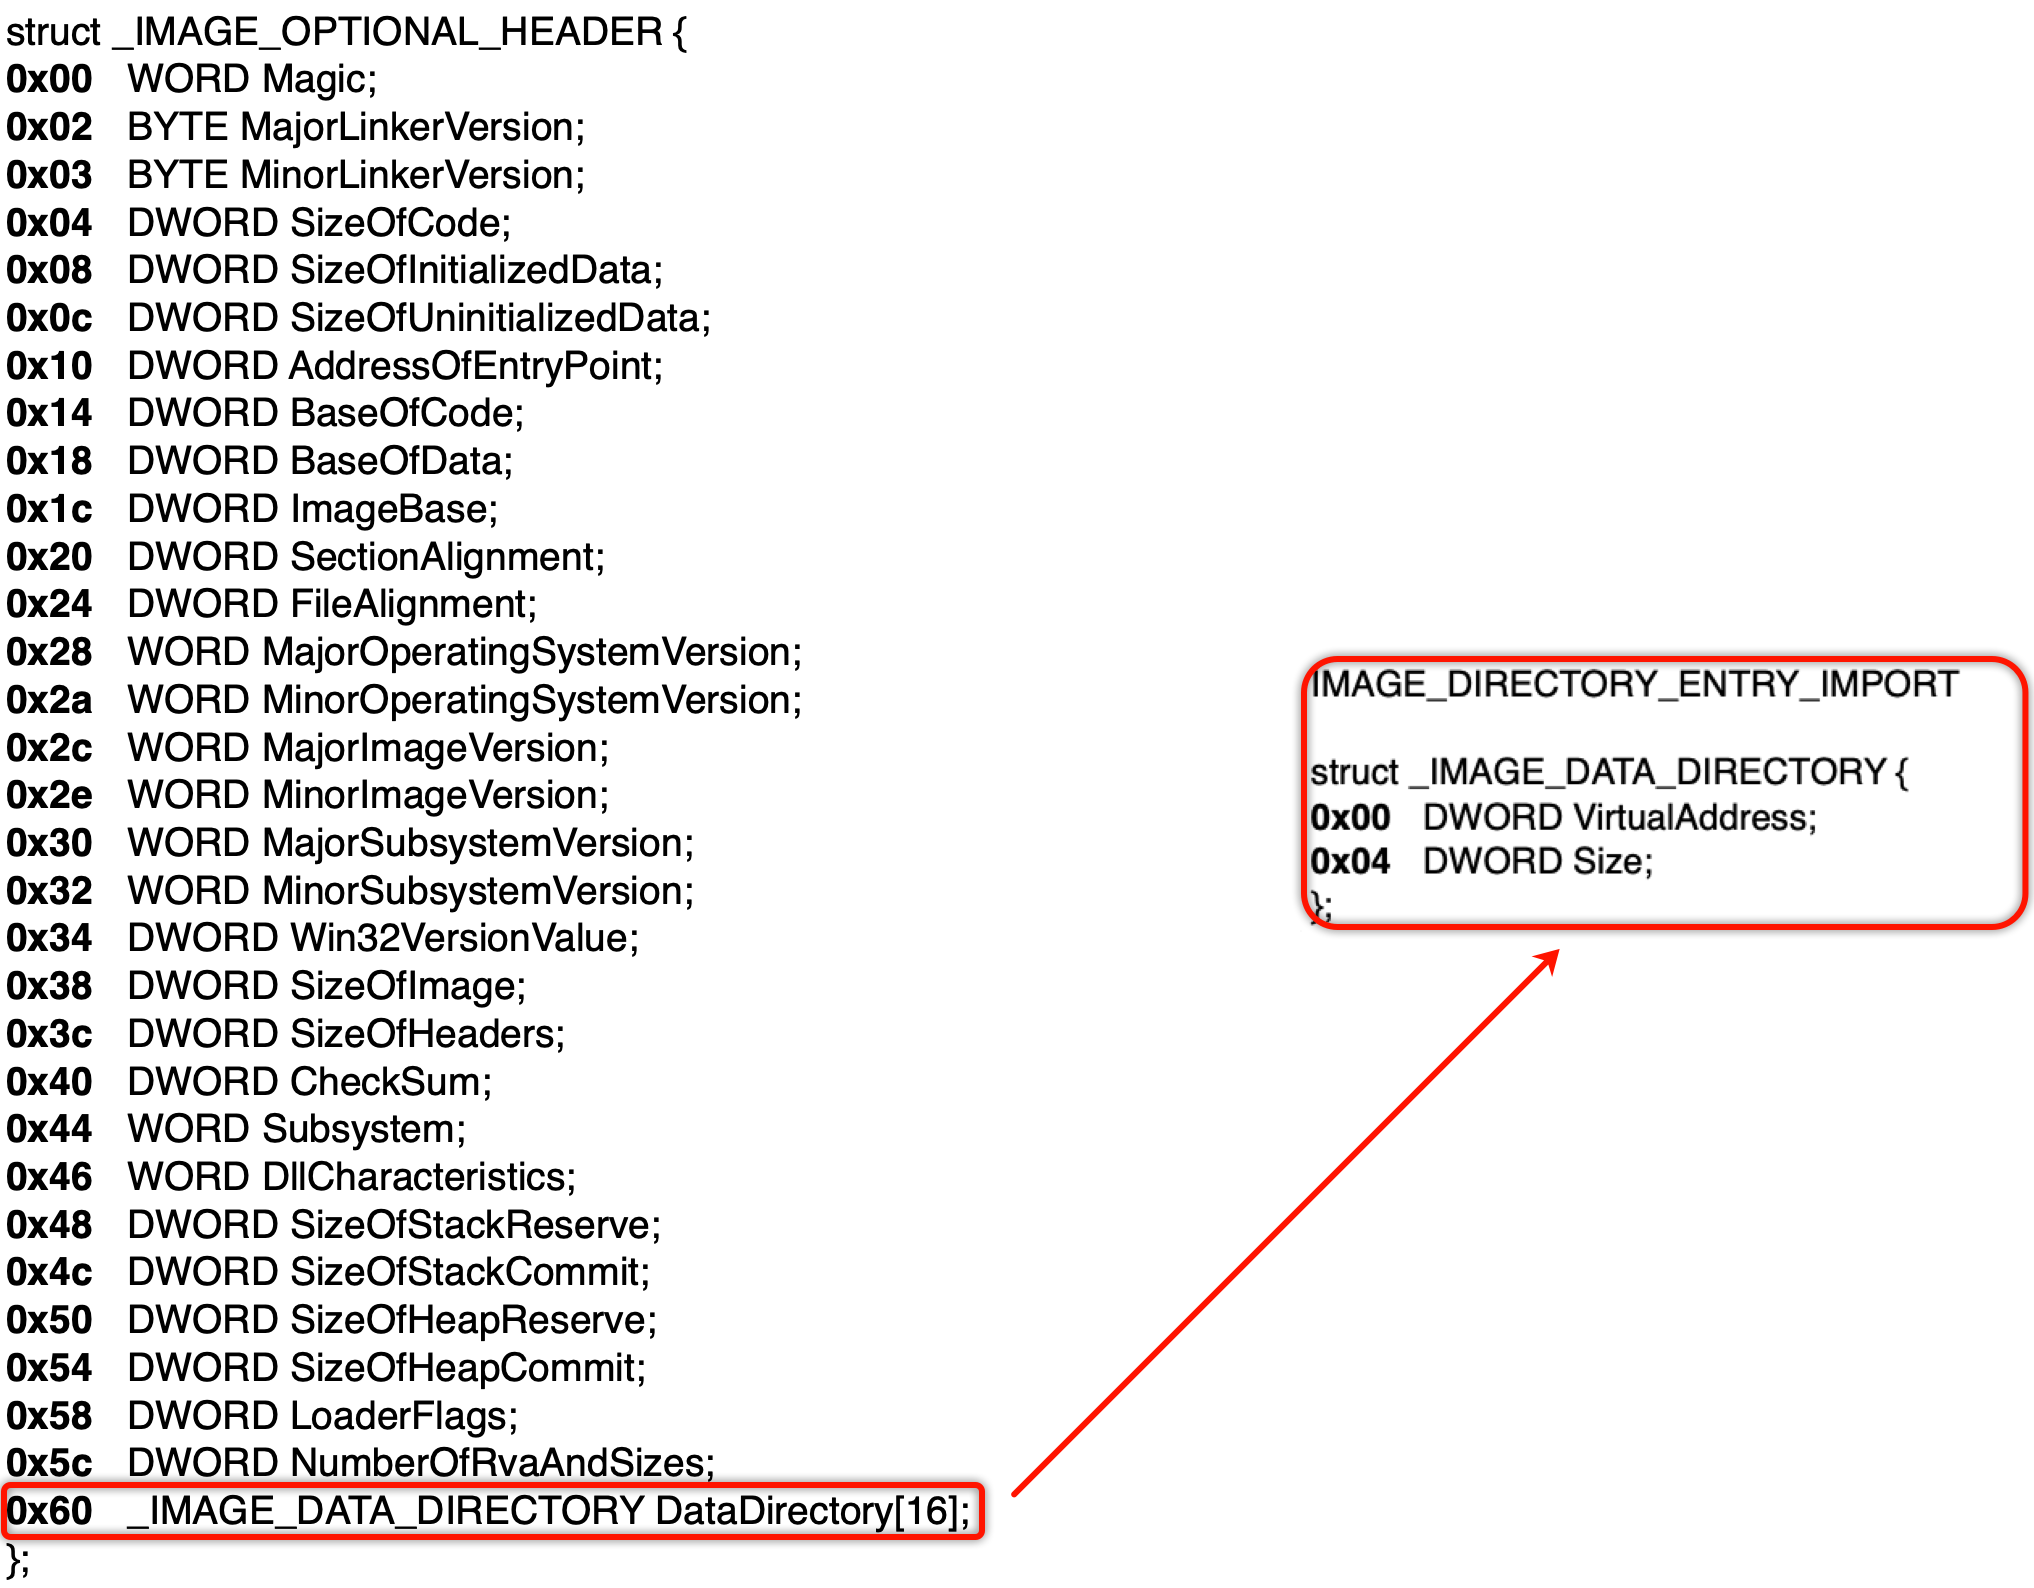 struct _IMAGE_OPTIONAL_HEADER {
0x00 WORD Magic;
0x02 BYTE MajorLinkerVersion;
0x03 BYTE MinorLinkerVersion;
0x04 DWORD SizeOfCode;
0x08 DWORD SizeOfInitializedData;
0x0c DWORD SizeOfUninitializedData;
0x10 DWORD AddressOfEntryPoint;
0x14 DWORD BaseOfCode;
0x18 DWORD BaseOfData;
0x1c DWORD ImageBase;
0x20 DWORD SectionAlignment;
0x24 DWORD FileAlignment;
0x28 WORD MajorOperatingSystemVersion;
0x2a WORD MinorOperatingSystemVersion;
0x2c WORD MajorImageVersion;
0x2e WORD MinorImageVersion;
0x30 WORD MajorSubsystemVersion;
0x32 WORD MinorSubsystemVersion;
0x34 DWORD Win32VersionValue;
0x38 DWORD SizeOfImage;
0x3c DWORD SizeOfHeaders;
0x40 DWORD CheckSum;
0x44 WORD Subsystem;
0x46 WORD DllCharacteristics;
0x48 DWORD SizeOfStackReserve;
0x4c DWORD SizeOfStackCommit;
0x50 DWORD SizeOfHeapReserve;
0x54 DWORD SizeOfHeapCommit;
0x58 DWORD LoaderFlags;
0x5c DWORD NumberOfRvaAndSizes;
0x60 _IMAGE_DATA_DIRECTORY DataDirectory[16];
};
IMAGE_DIRECTORY_ENTRY_IMPORT
struct _IMAGE_DATA_DIRECTORY {
0x00 DWORD VirtualAddress;
0x04 DWORD Size;
};